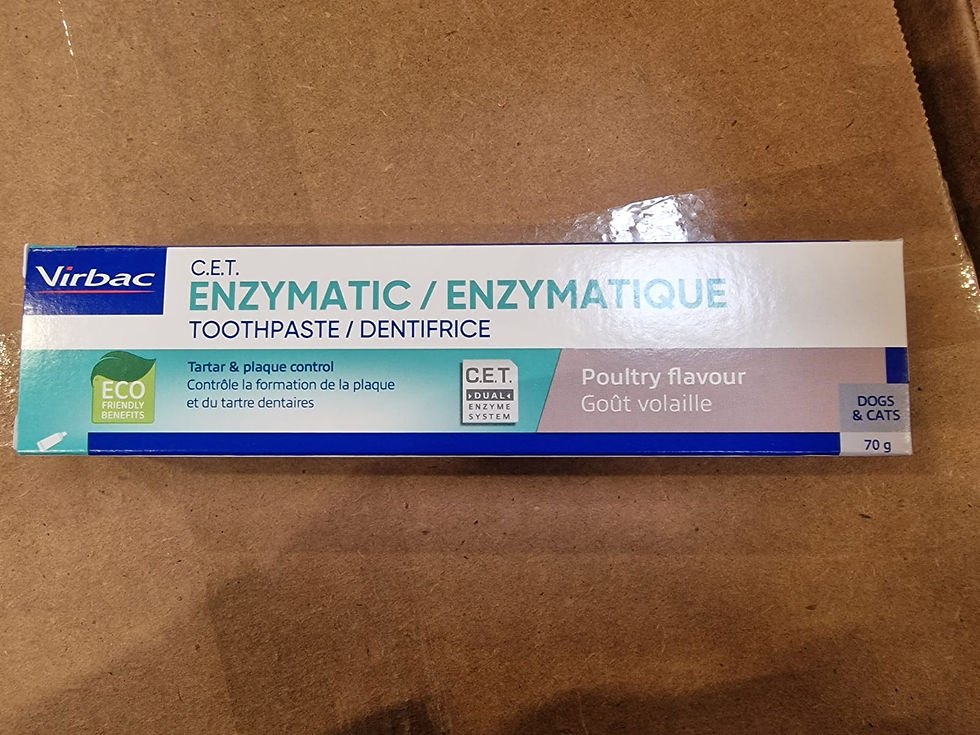 Virbac
C.E.T.
ENZYMATIC / ENZYMATIQUE
TOOTHPASTE / DENTIFRICE
ECO
FRIENDLY
BENEFITS
Tartar & plaque control
Contrôle la formation de la plaque
et du tartre dentaires
C.E.T.
DUAL
ENZYME
SYSTEM
Poultry flavour
Goût volaille
DOGS
& CATS
70 g